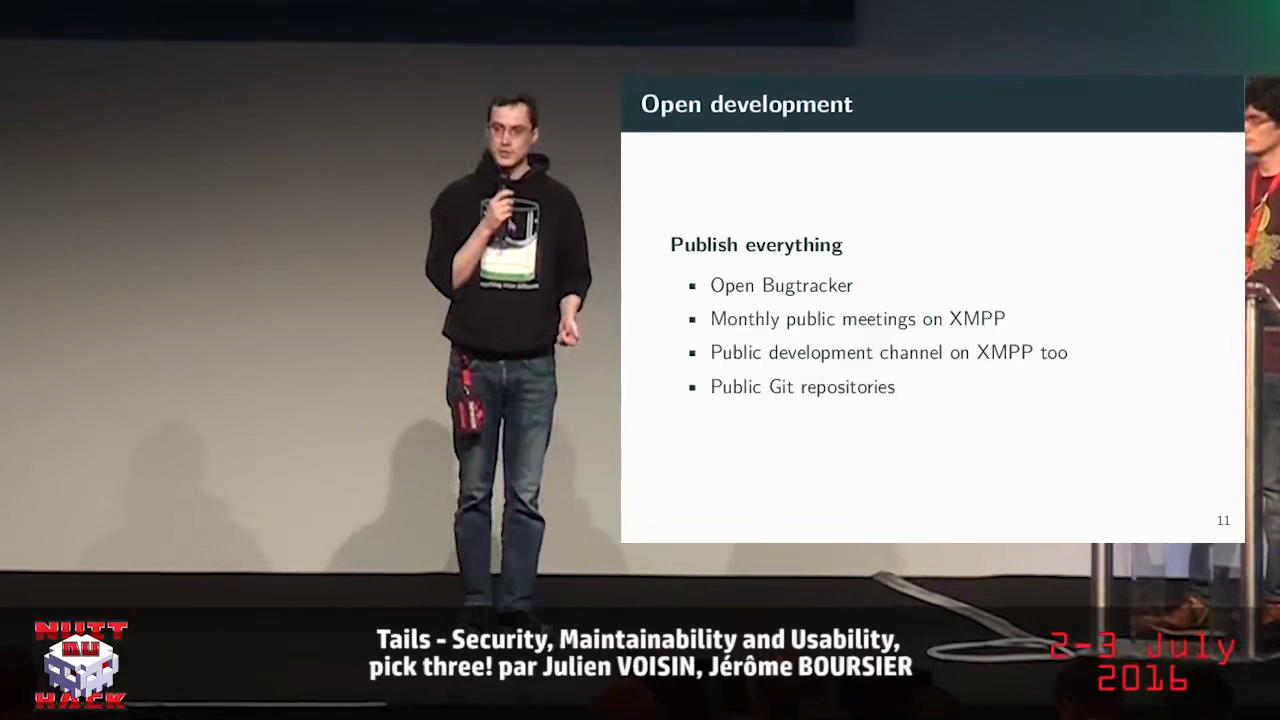 Open development
Publish everything
Open Bugtracker
Monthly public meetings on XMPP
Public development channel on XMPP too
Public Git repositories
11
NUIT
DU
HACK
Tails - Security, Maintainability and Usability,
pick three! par Julien VOISIN, Jérôme BOURSIER
2-3 July
2016